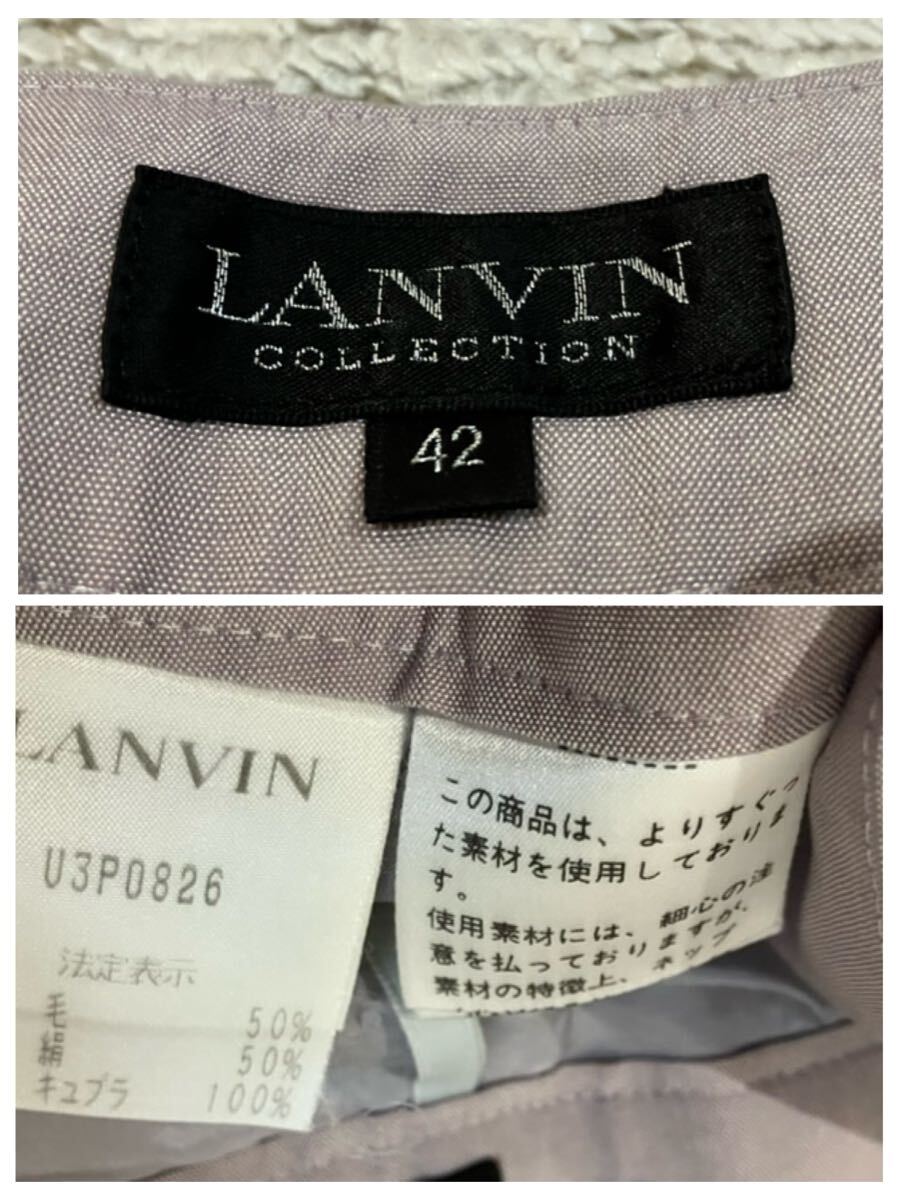 LANVIN
COLLECTION
42
LANVIN
U3P0826
法定表示
毛 50%
絹 50%
キュプラ 100%
この商品は、よりすぐっ
た素材を使用しておりま
す。
使用素材には、細心の注
意を払っておりますが、
素材の特徴上、ネップ